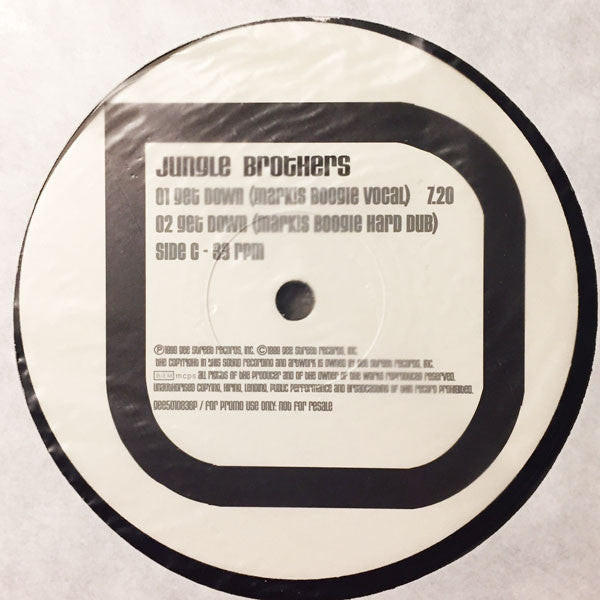 Jungle Brothers
01 Get Down (Markis Boogie Vocal) 7.20
02 Get Down (Markis Boogie Hard Dub)
Side C - 33 rpm
Ⓟ1999 Gee Street Records, Inc. ©1999 Gee Street Records, Inc.
The copyright in this sound recording and artwork is owned by Gee Street Records, Inc.
BIEM mcps All rights of the producer and of the owner of the works reproduced reserved.
Unauthorised copying, hiring, lending, public performance and broadcasting of this record prohibited.
/ For promo use only: not for resale